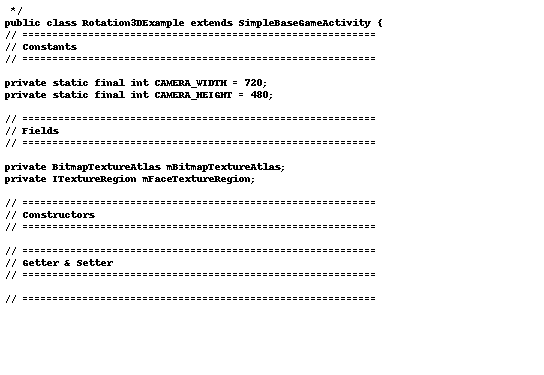 */
public class Rotation3DExample extends SimpleBaseGameActivity {
// ===========================================================
// Constants
// ===========================================================
private static final int CAMERA_WIDTH = 720;
private static final int CAMERA_HEIGHT = 480;
// ===========================================================
// Fields
// ===========================================================
private BitmapTextureAtlas mBitmapTextureAtlas;
private ITextureRegion mFaceTextureRegion;
// ===========================================================
// Constructors
// ===========================================================
// ===========================================================
// Getter & Setter
// ===========================================================
// ===========================================================